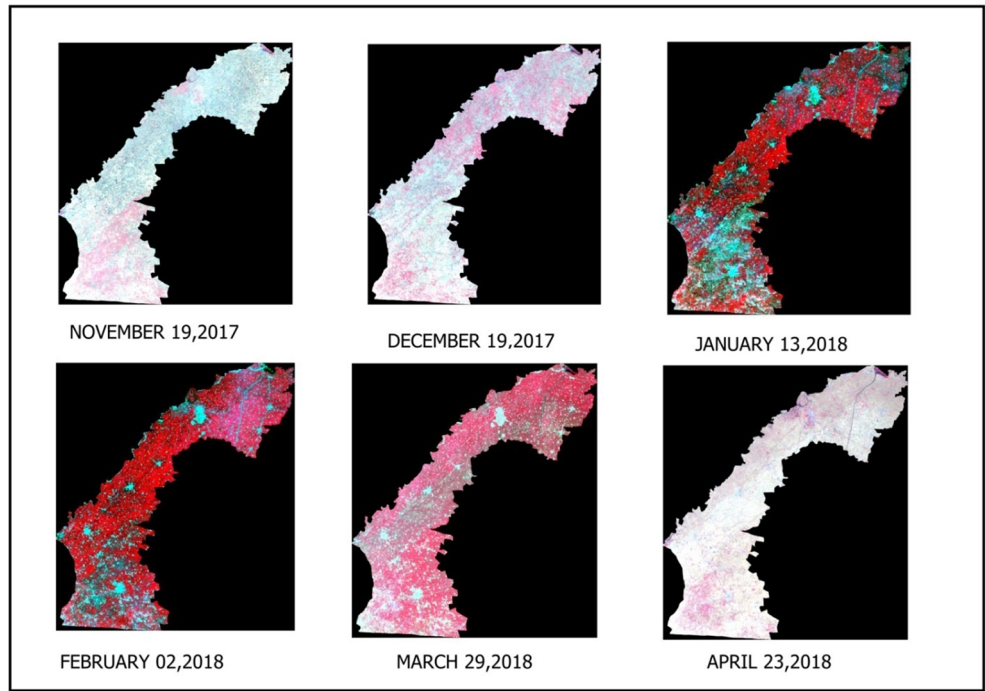 NOVEMBER 19,2017
DECEMBER 19,2017
JANUARY 13,2018
FEBRUARY 02,2018
MARCH 29,2018
APRIL 23,2018